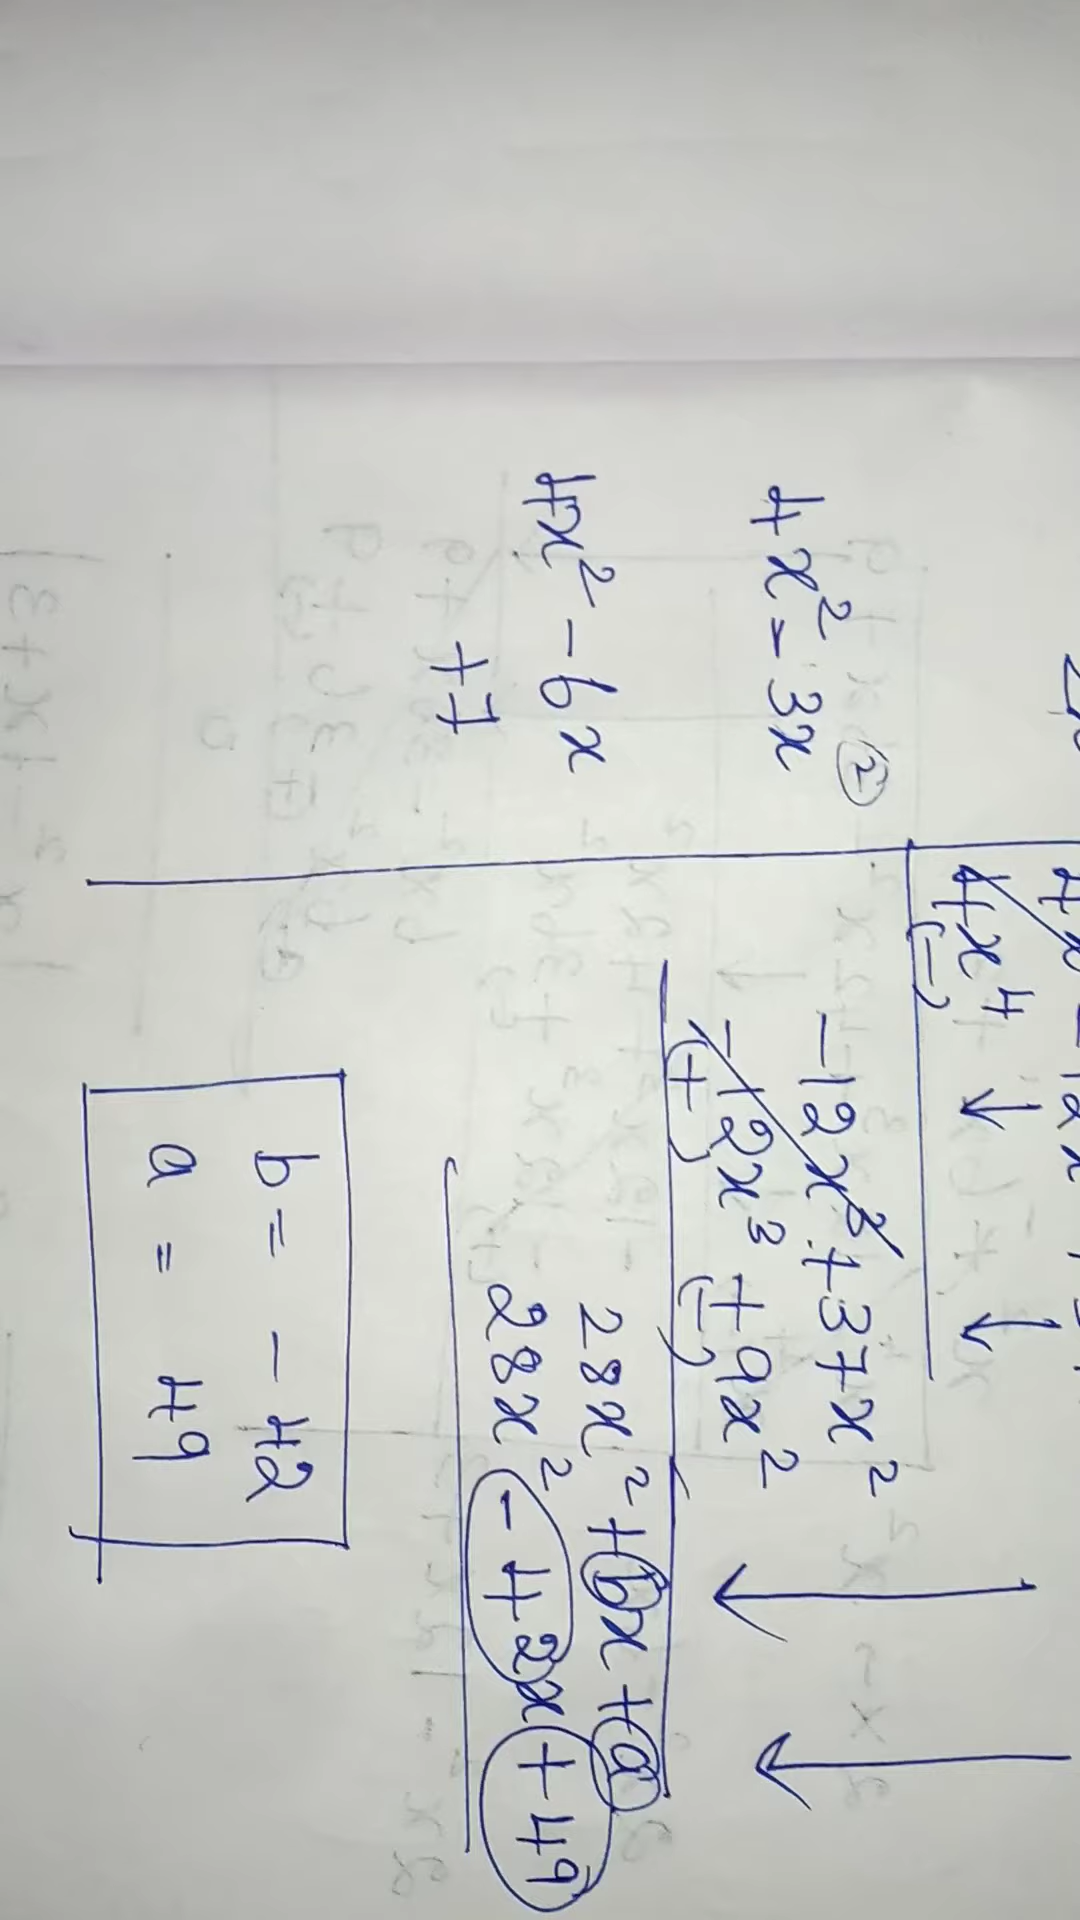 4x⁴
4x² - 3x
-12x³ + 37x²
-12x³ + 9x²
(+) (-)
4x² - 6x
+7
28x² + bx + a
28x² - 42x + 49
b = - 42
a = 49